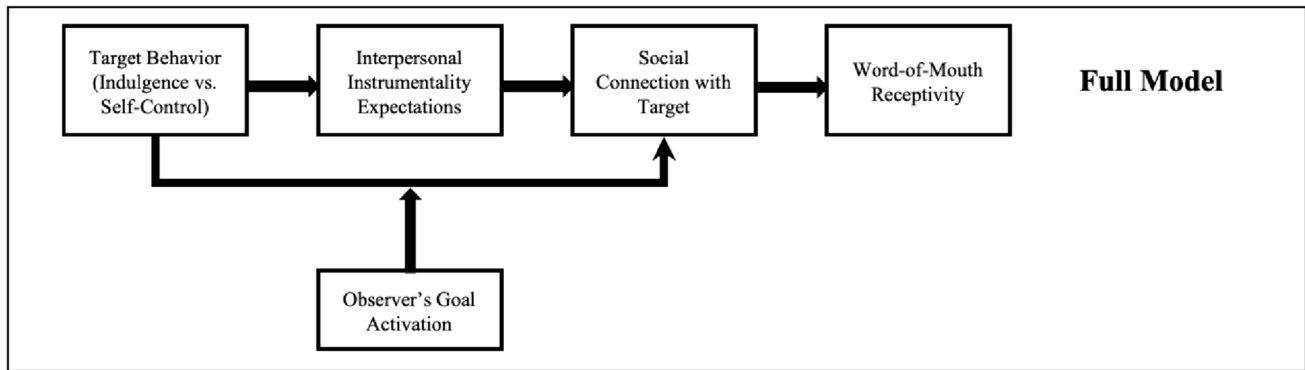 Target Behavior
(Indulgence vs.
Self-Control)
Interpersonal
Instrumentality
Expectations
Social
Connection with
Target
Word-of-Mouth
Receptivity
Full Model
Observer's Goal
Activation